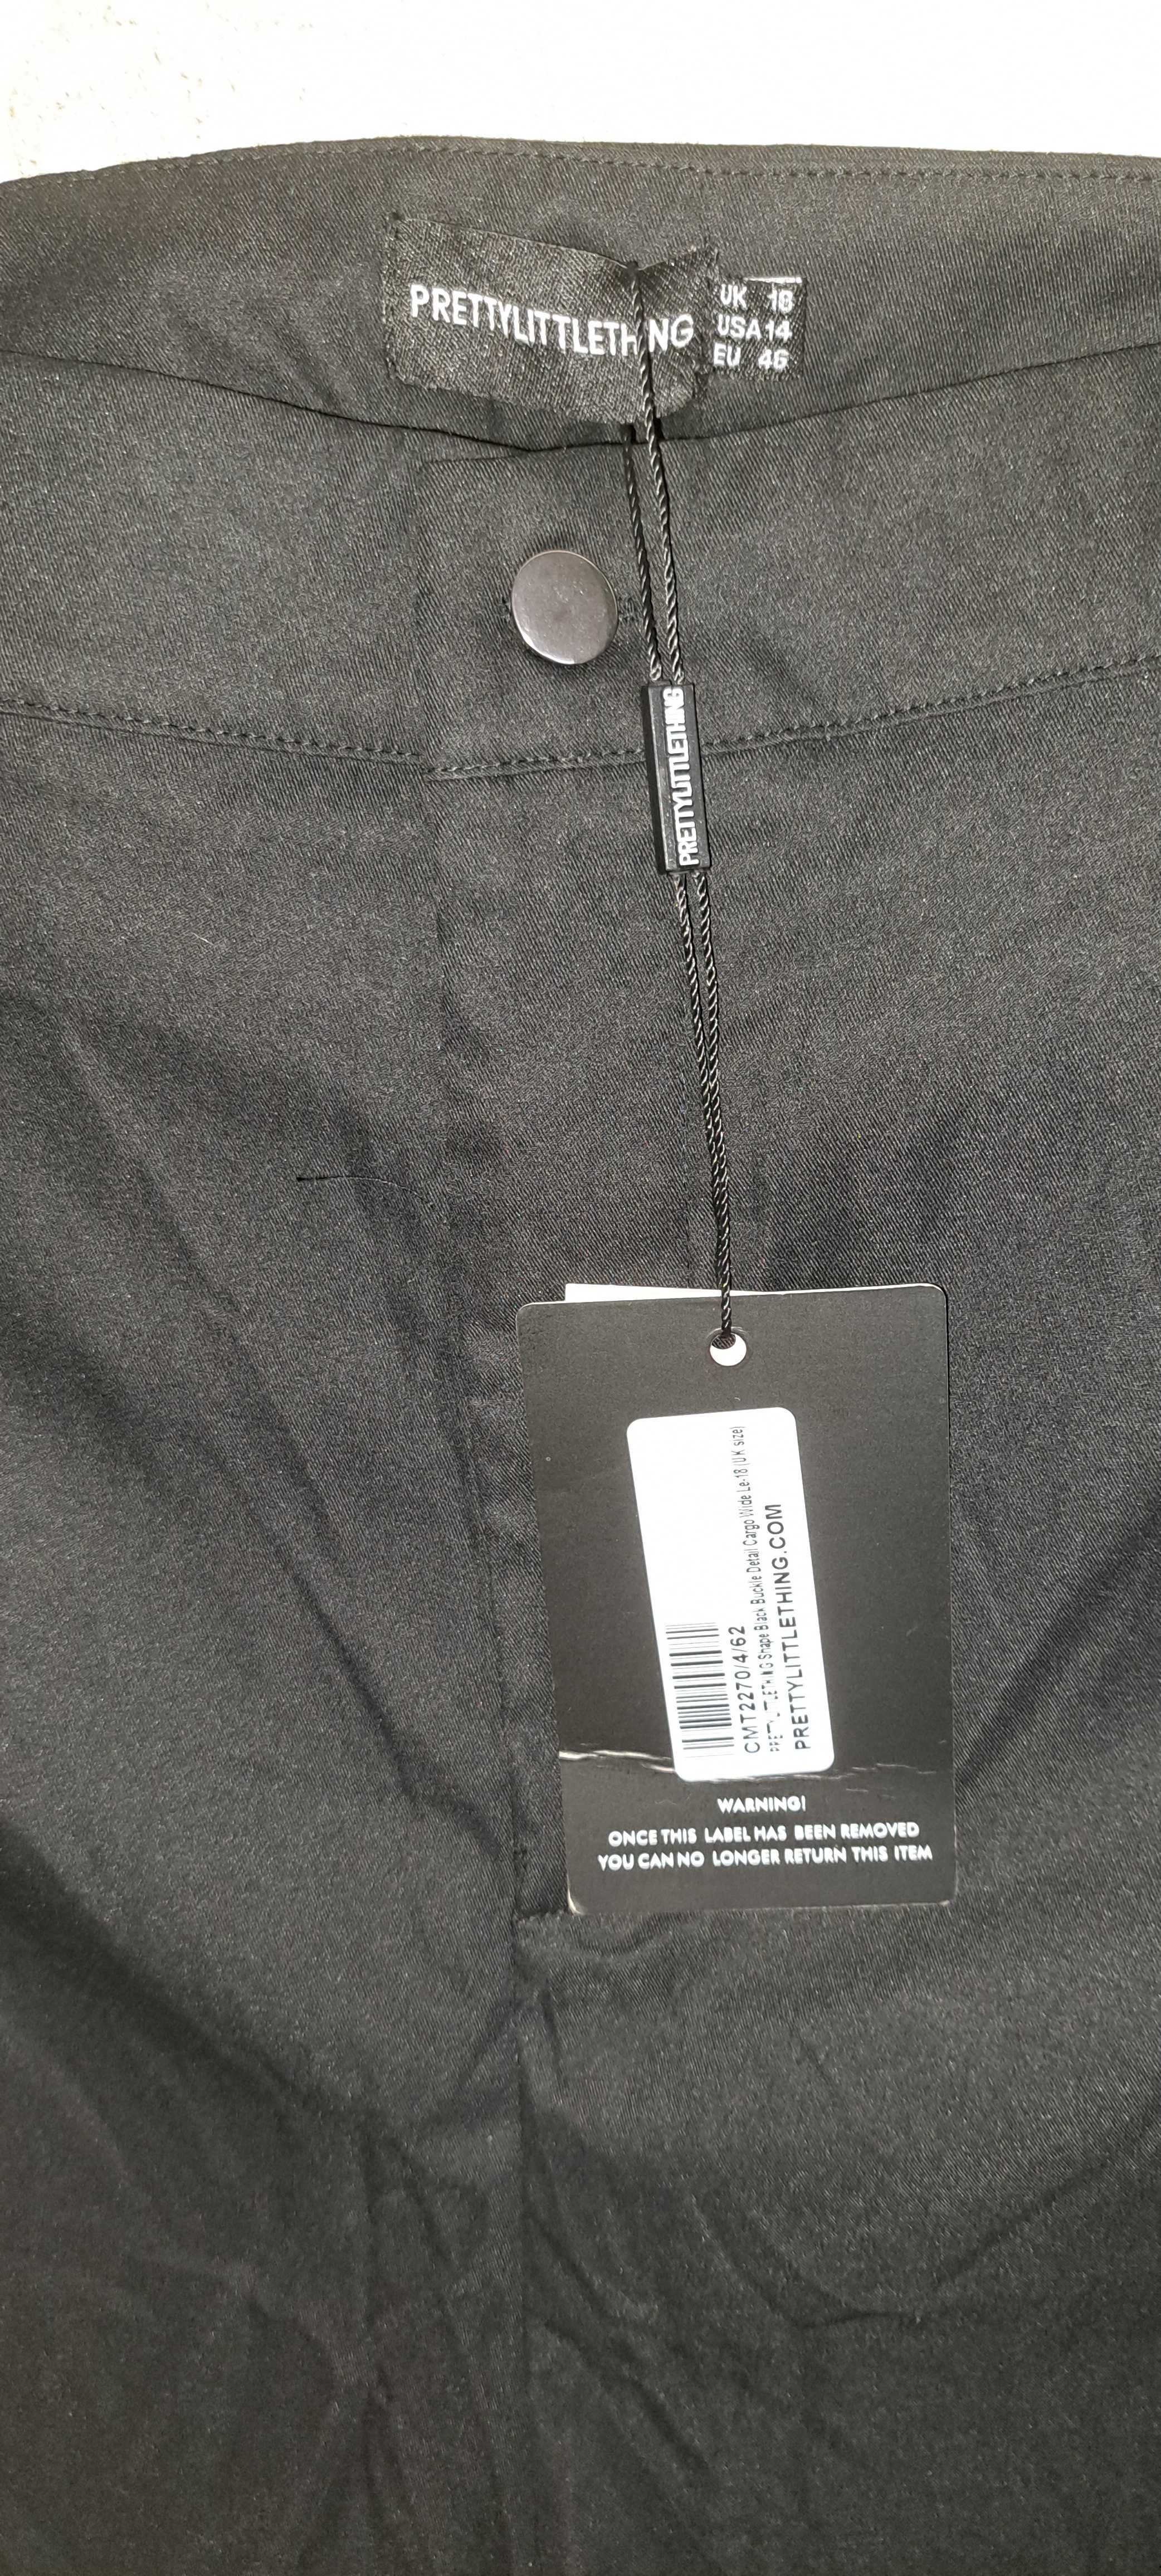 PRETTYLITTLETHING
UK 18
USA 14
EU 46
PRETTYLITTLETHING
CMT2270/4/62
PRETTYLITTLETHING Shape Black Buckle Detail Cargo Wide Le-18 (UK size)
PRETTYLITTLETHING.COM
WARNING!
ONCE THIS LABEL HAS BEEN REMOVED
YOU CAN NO LONGER RETURN THIS ITEM